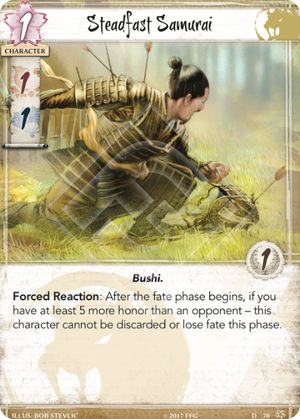 1
Steadfast Samurai
CHARACTER
1
1
1
Bushi.
Forced Reaction: After the fate phase begins, if you
have at least 5 more honor than an opponent – this
character cannot be discarded or lose fate this phase.
ILLUS. BOB STEVLIC © 2017 FFG D 78